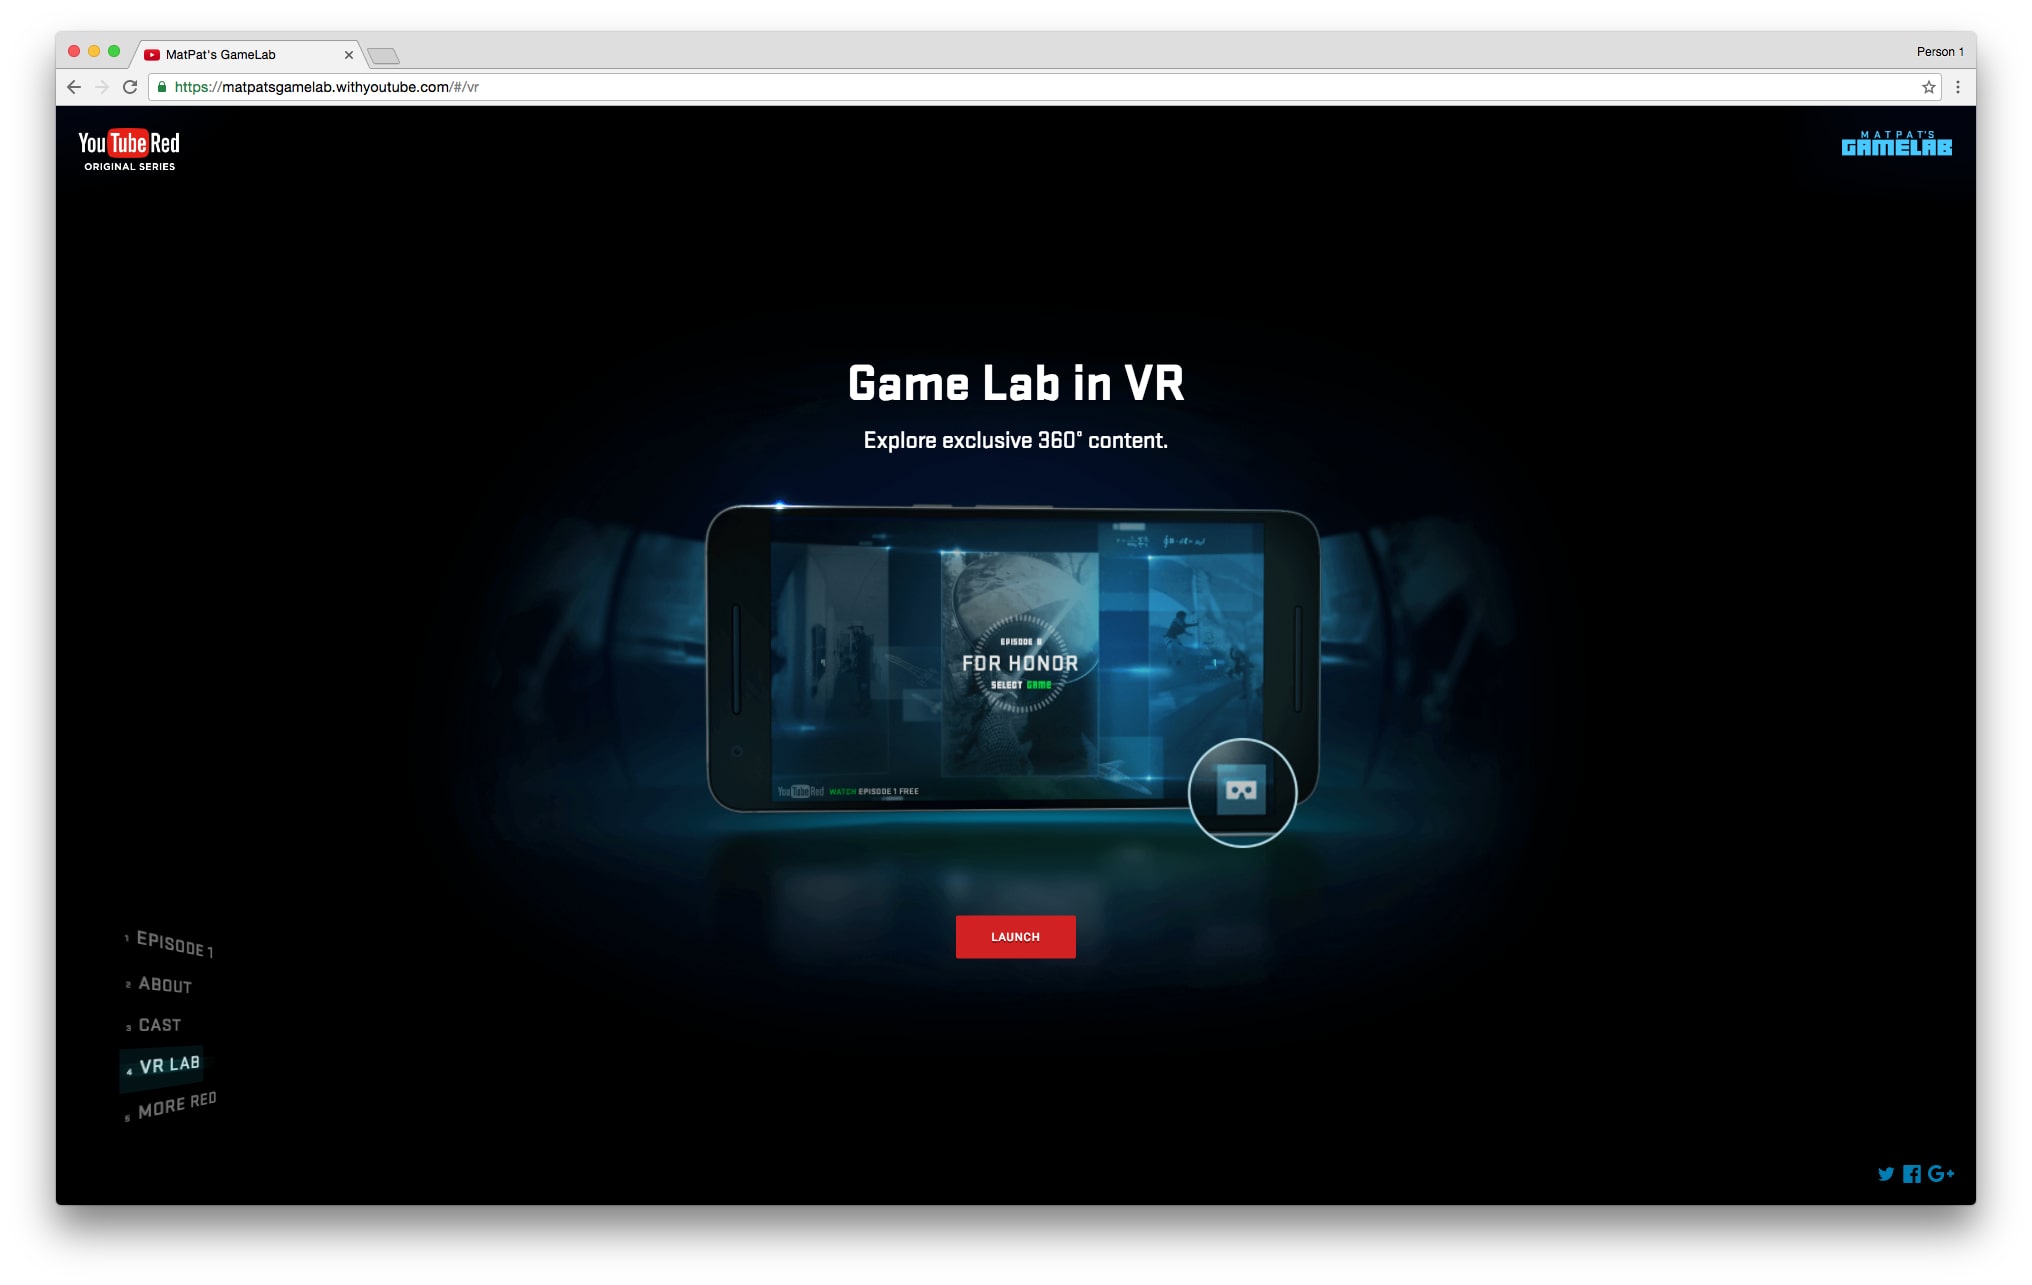 MatPat's GameLab
Person 1
https://matpatsgamelab.withyoutube.com/#/vr
YouTube Red
ORIGINAL SERIES
MATPAT'S
GAMELAB
Game Lab in VR
Explore exclusive 360° content.
EPISODE 8
FOR HONOR
SELECT GAME
YouTube Red WATCH EPISODE 1 FREE
LAUNCH
1 EPISODE 1
2 ABOUT
3 CAST
4 VR LAB
5 MORE RED
G+